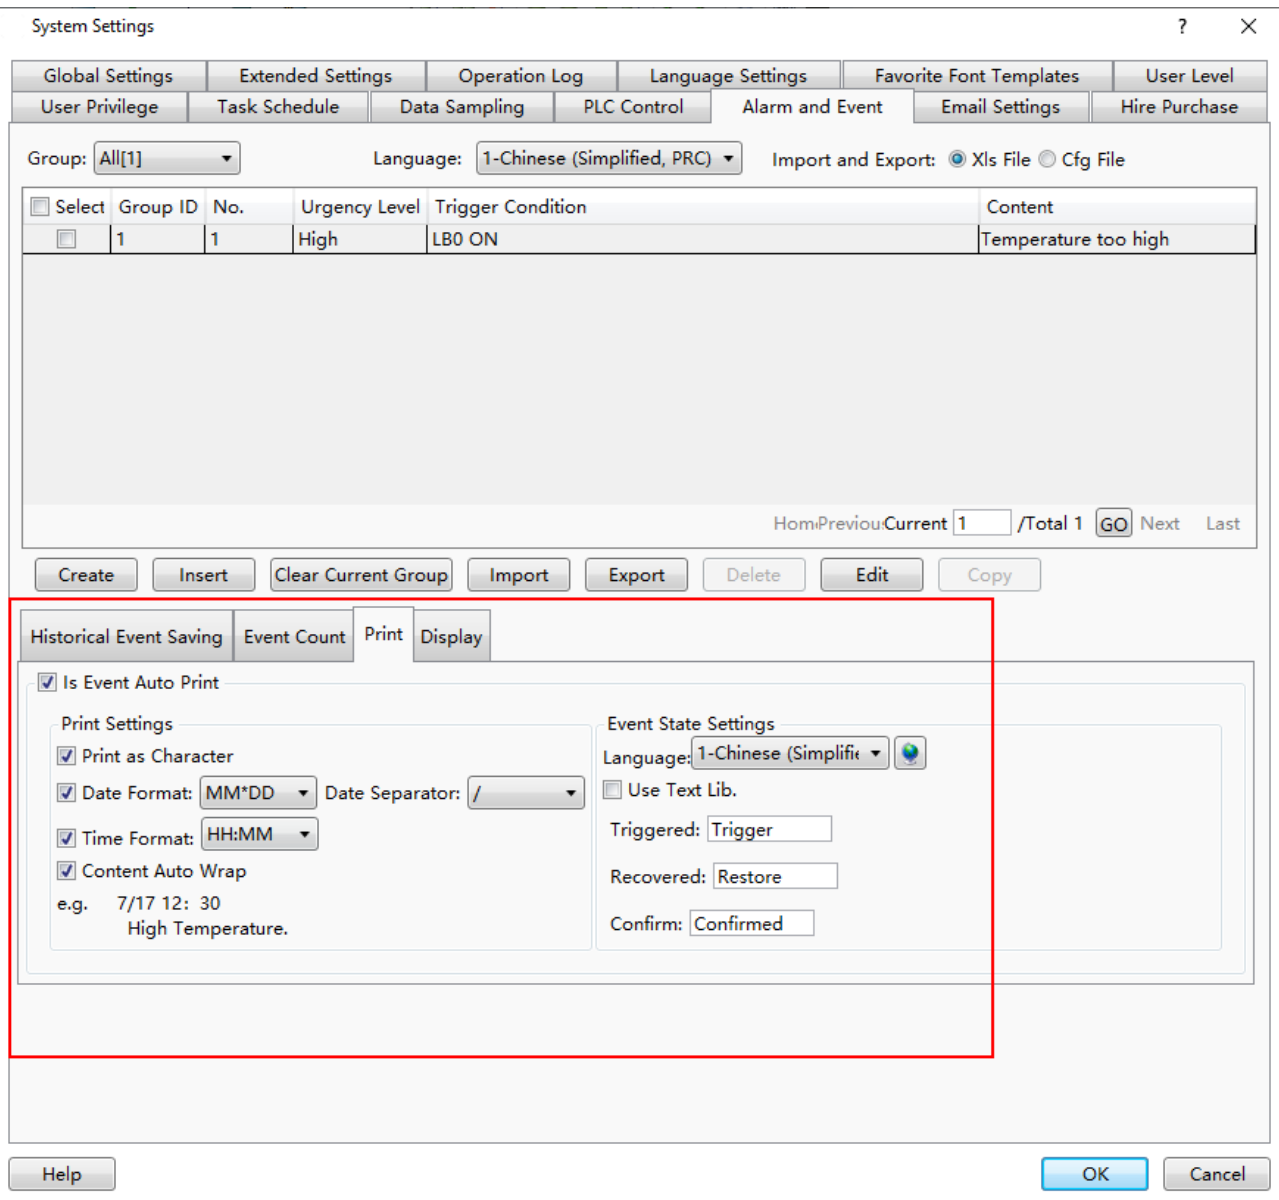 System Settings
?
Global Settings Extended Settings Operation Log Language Settings Favorite Font Templates User Level
User Privilege Task Schedule Data Sampling PLC Control Alarm and Event Email Settings Hire Purchase
Group: All[1] Language: 1-Chinese (Simplified, PRC) Import and Export: Xls File Cfg File
Select Group ID No. Urgency Level Trigger Condition Content
1 1 High LB0 ON Temperature too high
Hom Previou Current 1 /Total 1 GO Next Last
Create Insert Clear Current Group Import Export Delete Edit Copy
Historical Event Saving Event Count Print Display
Is Event Auto Print
Print Settings Event State Settings
Print as Character Language: 1-Chinese (Simplifie
Date Format: MM*DD Date Separator: / Use Text Lib.
Time Format: HH:MM Triggered: Trigger
Content Auto Wrap Recovered: Restore
e.g. 7/17 12: 30
High Temperature. Confirm: Confirmed
Help OK Cancel